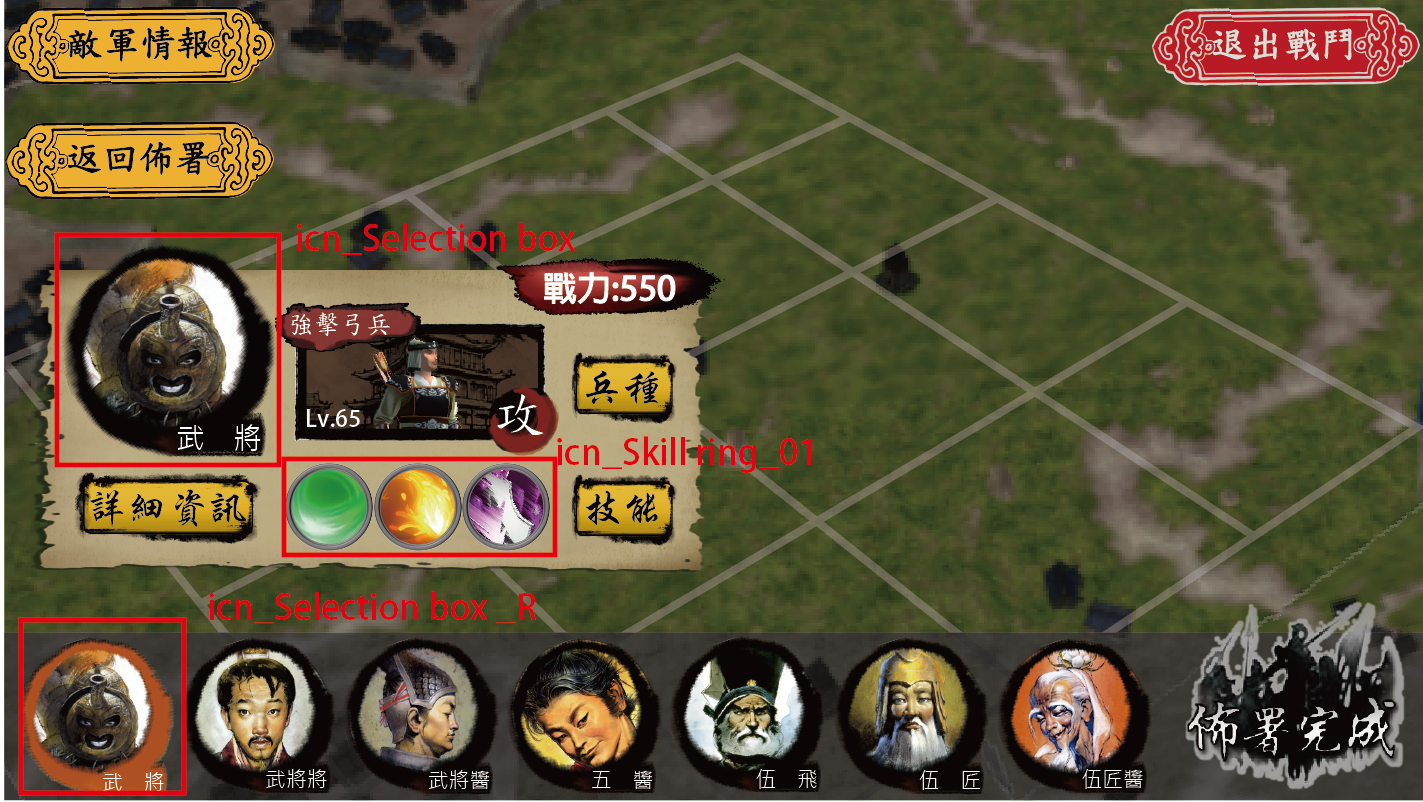 敵軍情報
退出戰鬥
返回佈署
icn_Selection box
戰力:550
強擊弓兵
兵種
Lv.65
攻
武 將
icn_Skill ring_01
詳細資訊
技能
icn_Selection box _R
武 將
武將將
武將醬
五 醬
伍 飛
伍 匠
伍匠醬
佈署完成